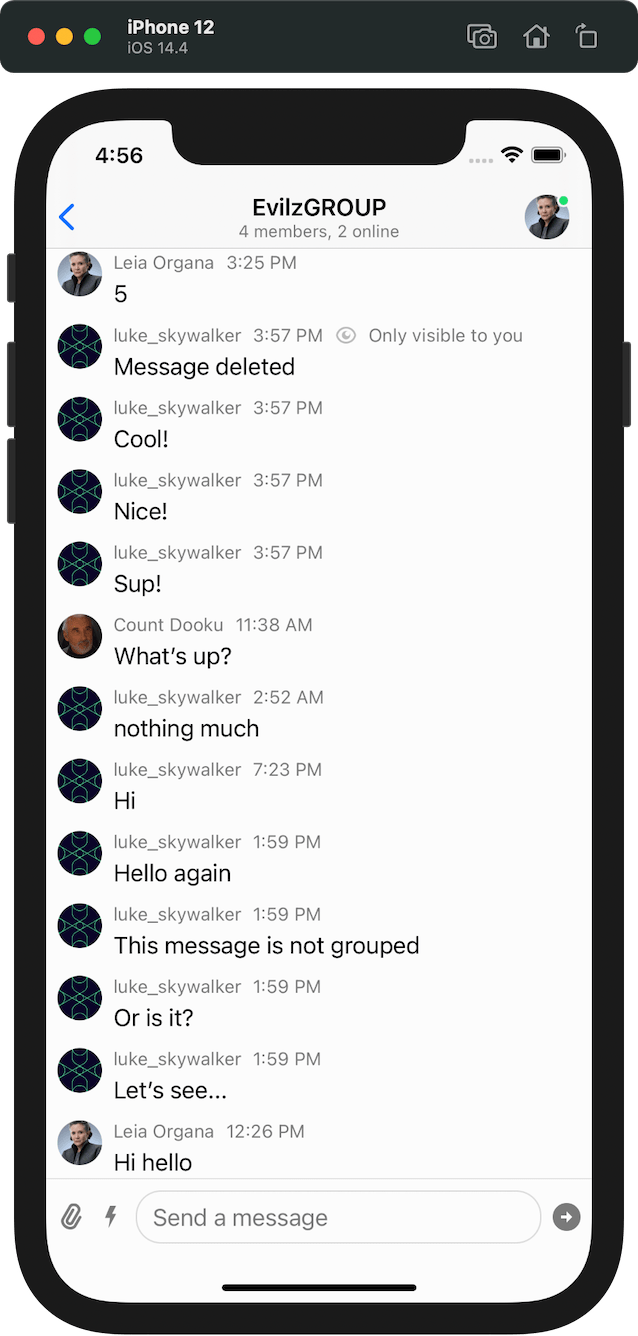 iPhone 12
iOS 14.4
4:56
EvilzGROUP
4 members, 2 online
Leia Organa 3:25 PM
5
luke_skywalker 3:57 PM Only visible to you
Message deleted
luke_skywalker 3:57 PM
Cool!
luke_skywalker 3:57 PM
Nice!
luke_skywalker 3:57 PM
Sup!
Count Dooku 11:38 AM
What’s up?
luke_skywalker 2:52 AM
nothing much
luke_skywalker 7:23 PM
Hi
luke_skywalker 1:59 PM
Hello again
luke_skywalker 1:59 PM
This message is not grouped
luke_skywalker 1:59 PM
Or is it?
luke_skywalker 1:59 PM
Let’s see...
Leia Organa 12:26 PM
Hi hello
Send a message